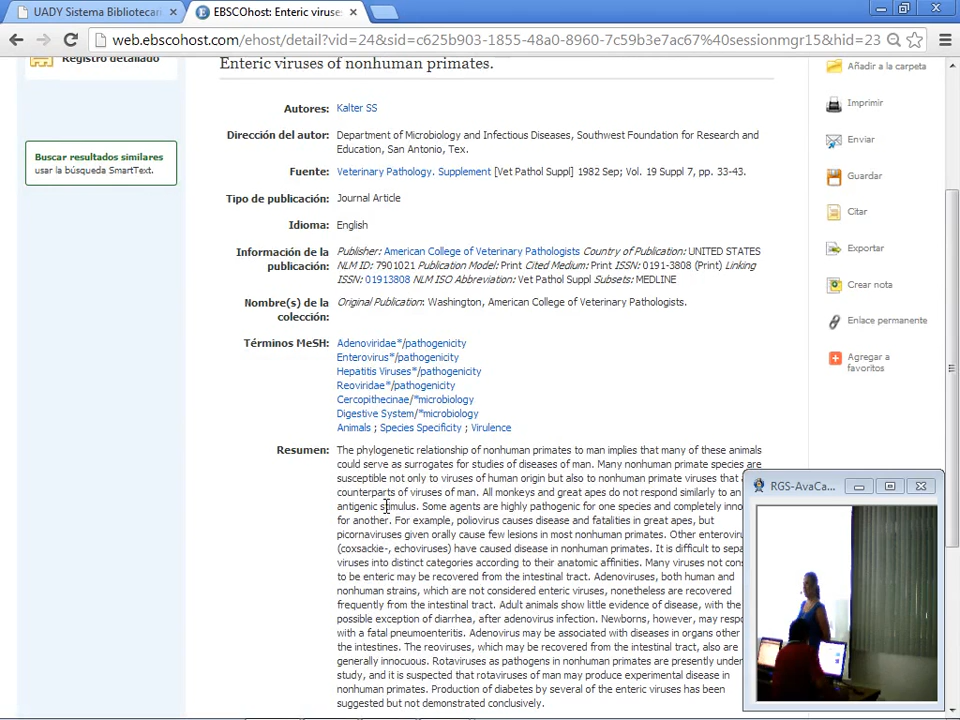 UADY Sistema Bibliotecari
EBSCOhost: Enteric viruse
web.ebscohost.com/ehost/detail?vid=24&sid=c625b903-1855-48a0-8960-7c59b3e7ac67%40sessionmgr15&hid=23
Registro detallado
Buscar resultados similares
usar la búsqueda SmartText.
Enteric viruses of nonhuman primates.
Autores: Kalter SS
Dirección del autor: Department of Microbiology and Infectious Diseases, Southwest Foundation for Research and
Education, San Antonio, Tex.
Fuente: Veterinary Pathology. Supplement [Vet Pathol Suppl] 1982 Sep; Vol. 19 Suppl 7, pp. 33-43.
Tipo de publicación: Journal Article
Idioma: English
Información de la publicación: Publisher: American College of Veterinary Pathologists Country of Publication: UNITED STATES
NLM ID: 7901021 Publication Model: Print Cited Medium: Print ISSN: 0191-3808 (Print) Linking
ISSN: 01913808 NLM ISO Abbreviation: Vet Pathol Suppl Subsets: MEDLINE
Nombre(s) de la colección: Original Publication: Washington, American College of Veterinary Pathologists.
Términos MeSH: Adenoviridae*/pathogenicity
Enterovirus*/pathogenicity
Hepatitis Viruses*/pathogenicity
Reoviridae*/pathogenicity
Cercopithecinae/*microbiology
Digestive System/*microbiology
Animals ; Species Specificity ; Virulence
Resumen: The phylogenetic relationship of nonhuman primates to man implies that many of these animals
could serve as surrogates for studies of diseases of man. Many nonhuman primate species are
susceptible not only to viruses of human origin but also to nonhuman primate viruses that
counterparts of viruses of man. All monkeys and great apes do not respond similarly to an
antigenic stimulus. Some agents are highly pathogenic for one species and completely inno
for another. For example, poliovirus causes disease and fatalities in great apes, but
picornaviruses given orally cause few lesions in most nonhuman primates. Other enterovir
(coxsackie-, echoviruses) have caused disease in nonhuman primates. It is difficult to sepa
viruses into distinct categories according to their anatomic affinities. Many viruses not con
to be enteric may be recovered from the intestinal tract. Adenoviruses, both human and
nonhuman strains, which are not considered enteric viruses, nonetheless are recovered
frequently from the intestinal tract. Adult animals show little evidence of disease, with the
possible exception of diarrhea, after adenovirus infection. Newborns, however, may resp
with a fatal pneumoenteritis. Adenovirus may be associated with diseases in organs other
the intestines. The reoviruses, which may be recovered from the intestinal tract, also are
generally innocuous. Rotaviruses as pathogens in nonhuman primates are presently under
study, and it is suspected that rotaviruses of man may produce experimental disease in
nonhuman primates. Production of diabetes by several of the enteric viruses has been
suggested but not demonstrated conclusively.
Añadir a la carpeta
Imprimir
Enviar
Guardar
Citar
Exportar
Crear nota
Enlace permanente
Agregar a
favoritos
RGS-AvaCa...